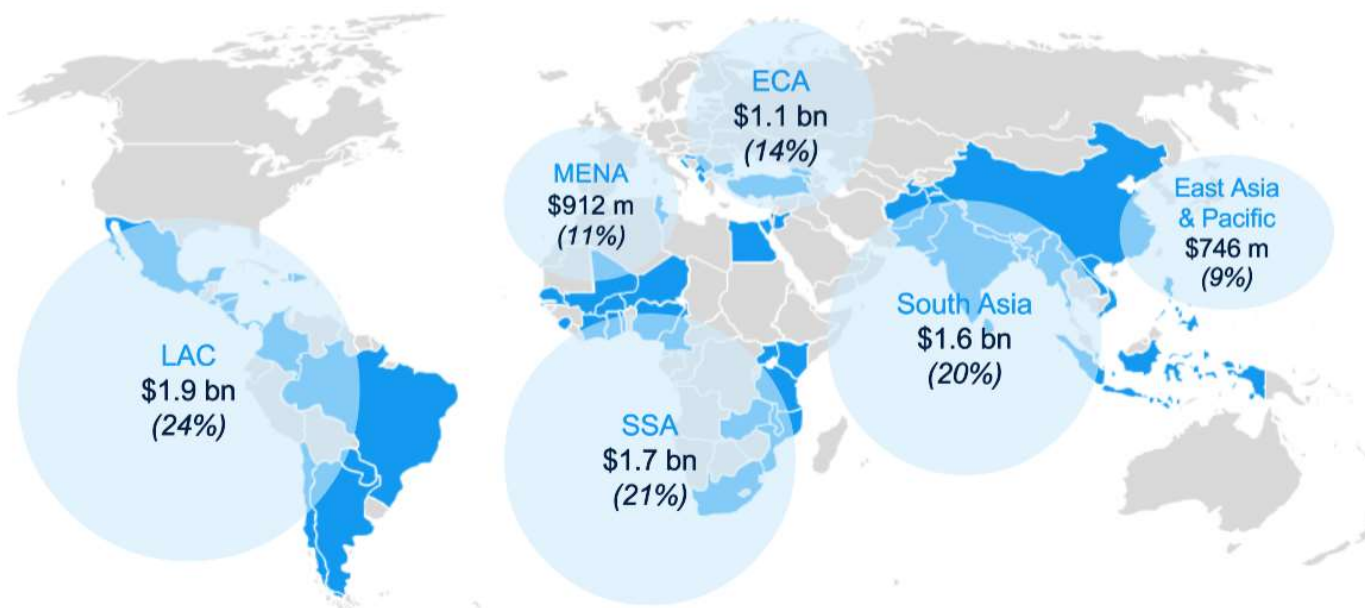 ECA
$1.1 bn
(14%)
MENA
$912 m
(11%)
East Asia
& Pacific
$746 m
(9%)
South Asia
$1.6 bn
(20%)
LAC
$1.9 bn
(24%)
SSA
$1.7 bn
(21%)